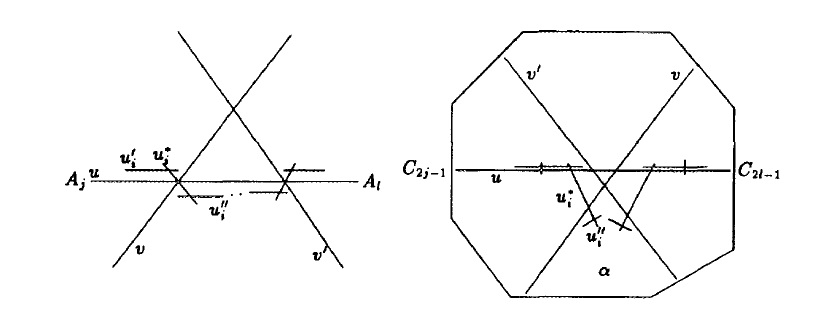 v' v
u'_i u*_i
A_j u A_l
u''_i
v v'
C_{2j-1} u C_{2l-1}
u*_i
u''_i
α